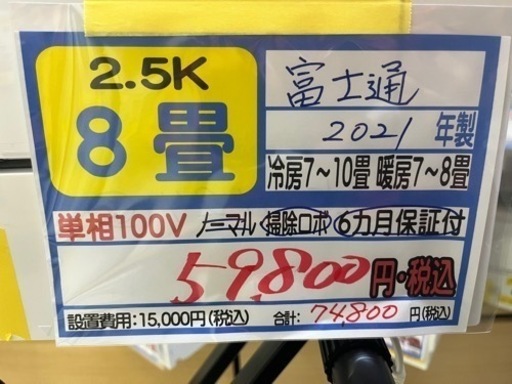 2.5K
8畳
富士通
2021 年製
冷房7～10畳 暖房7～8畳
単相100V ノーマル 掃除ロボ 6カ月保証付
59,800円・税込
設置費用:15,000円(税込) 合計: 74,800 円(税込)